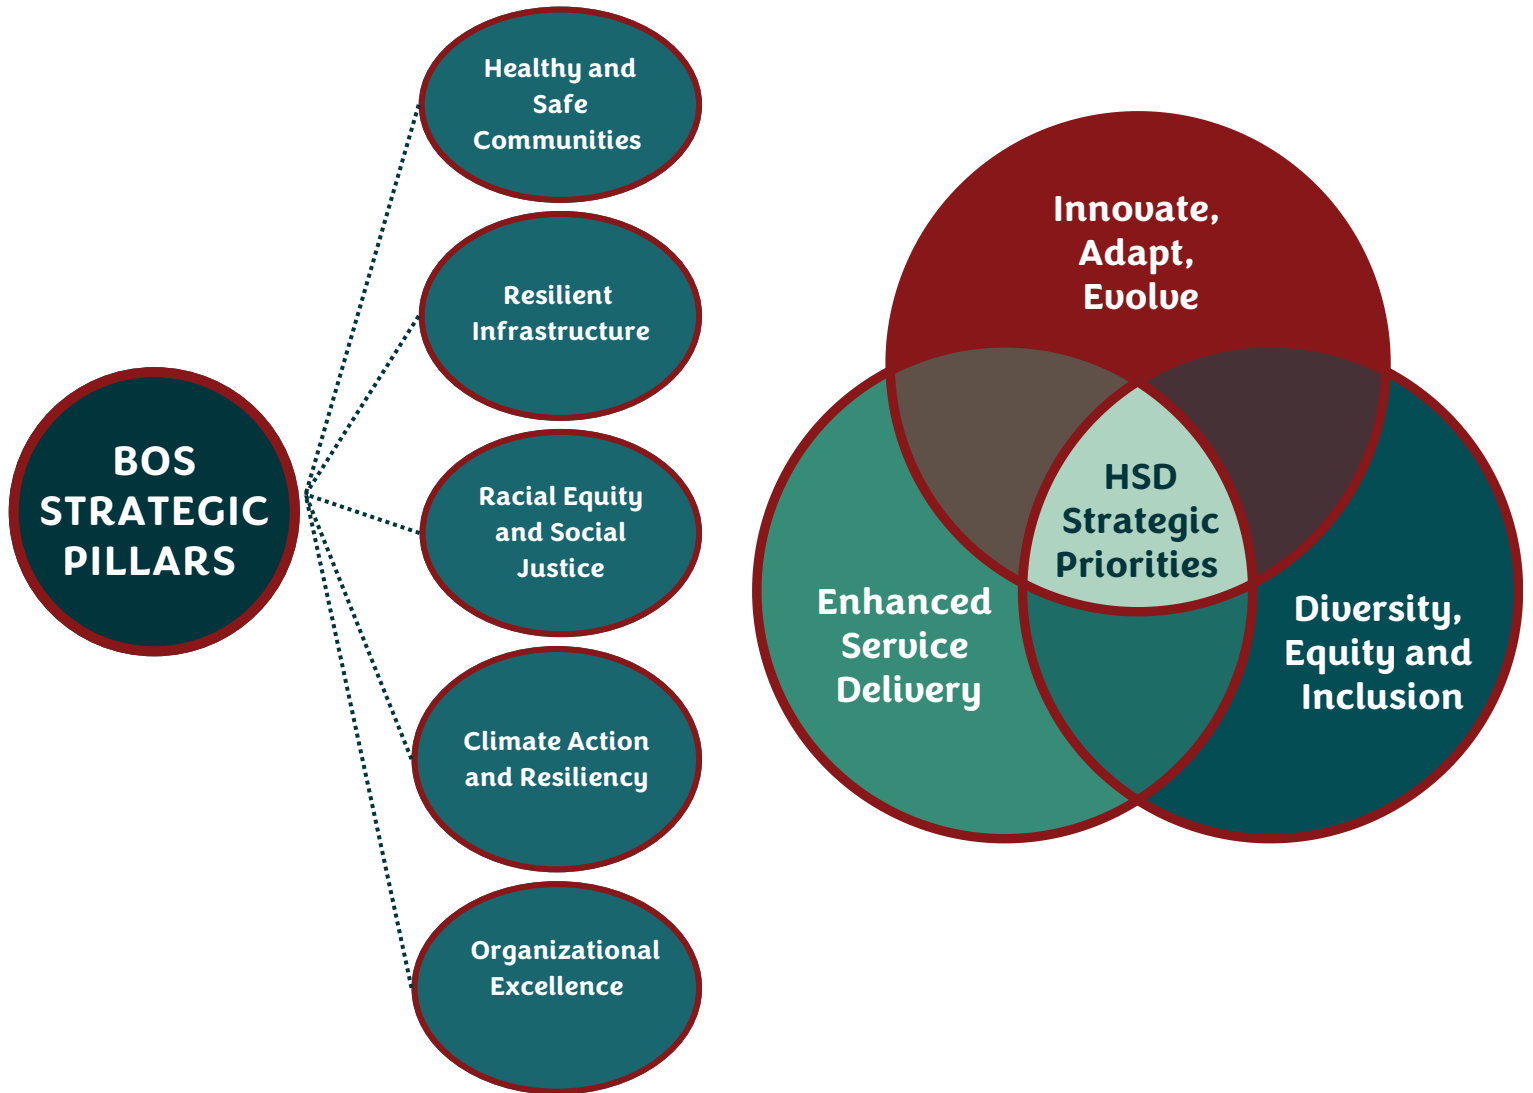 BOS
STRATEGIC
PILLARS
Healthy and
Safe
Communities
Resilient
Infrastructure
Racial Equity
and Social
Justice
Climate Action
and Resiliency
Organizational
Excellence
Innovate,
Adapt,
Evolve
HSD
Strategic
Priorities
Enhanced
Service
Delivery
Diversity,
Equity and
Inclusion